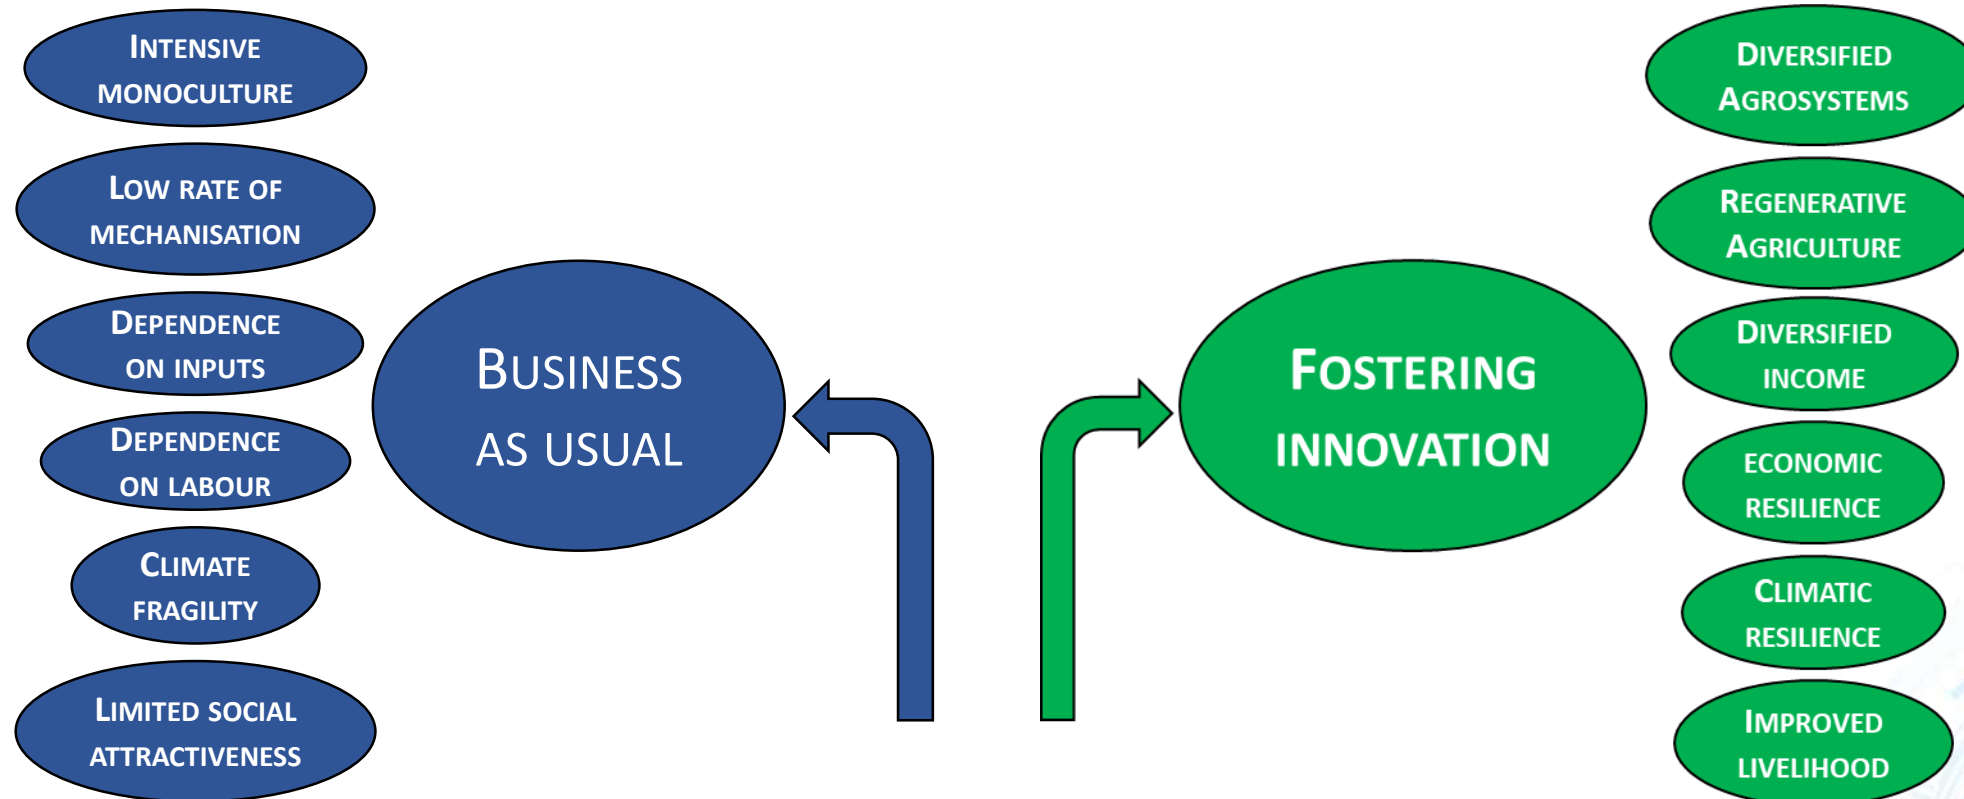 INTENSIVE
MONOCULTURE
LOW RATE OF
MECHANISATION
DEPENDENCE
ON INPUTS
DEPENDENCE
ON LABOUR
CLIMATE
FRAGILITY
LIMITED SOCIAL
ATTRACTIVENESS
BUSINESS
AS USUAL
FOSTERING
INNOVATION
DIVERSIFIED
AGROSYSTEMS
REGENERATIVE
AGRICULTURE
DIVERSIFIED
INCOME
ECONOMIC
RESILIENCE
CLIMATIC
RESILIENCE
IMPROVED
LIVELIHOOD